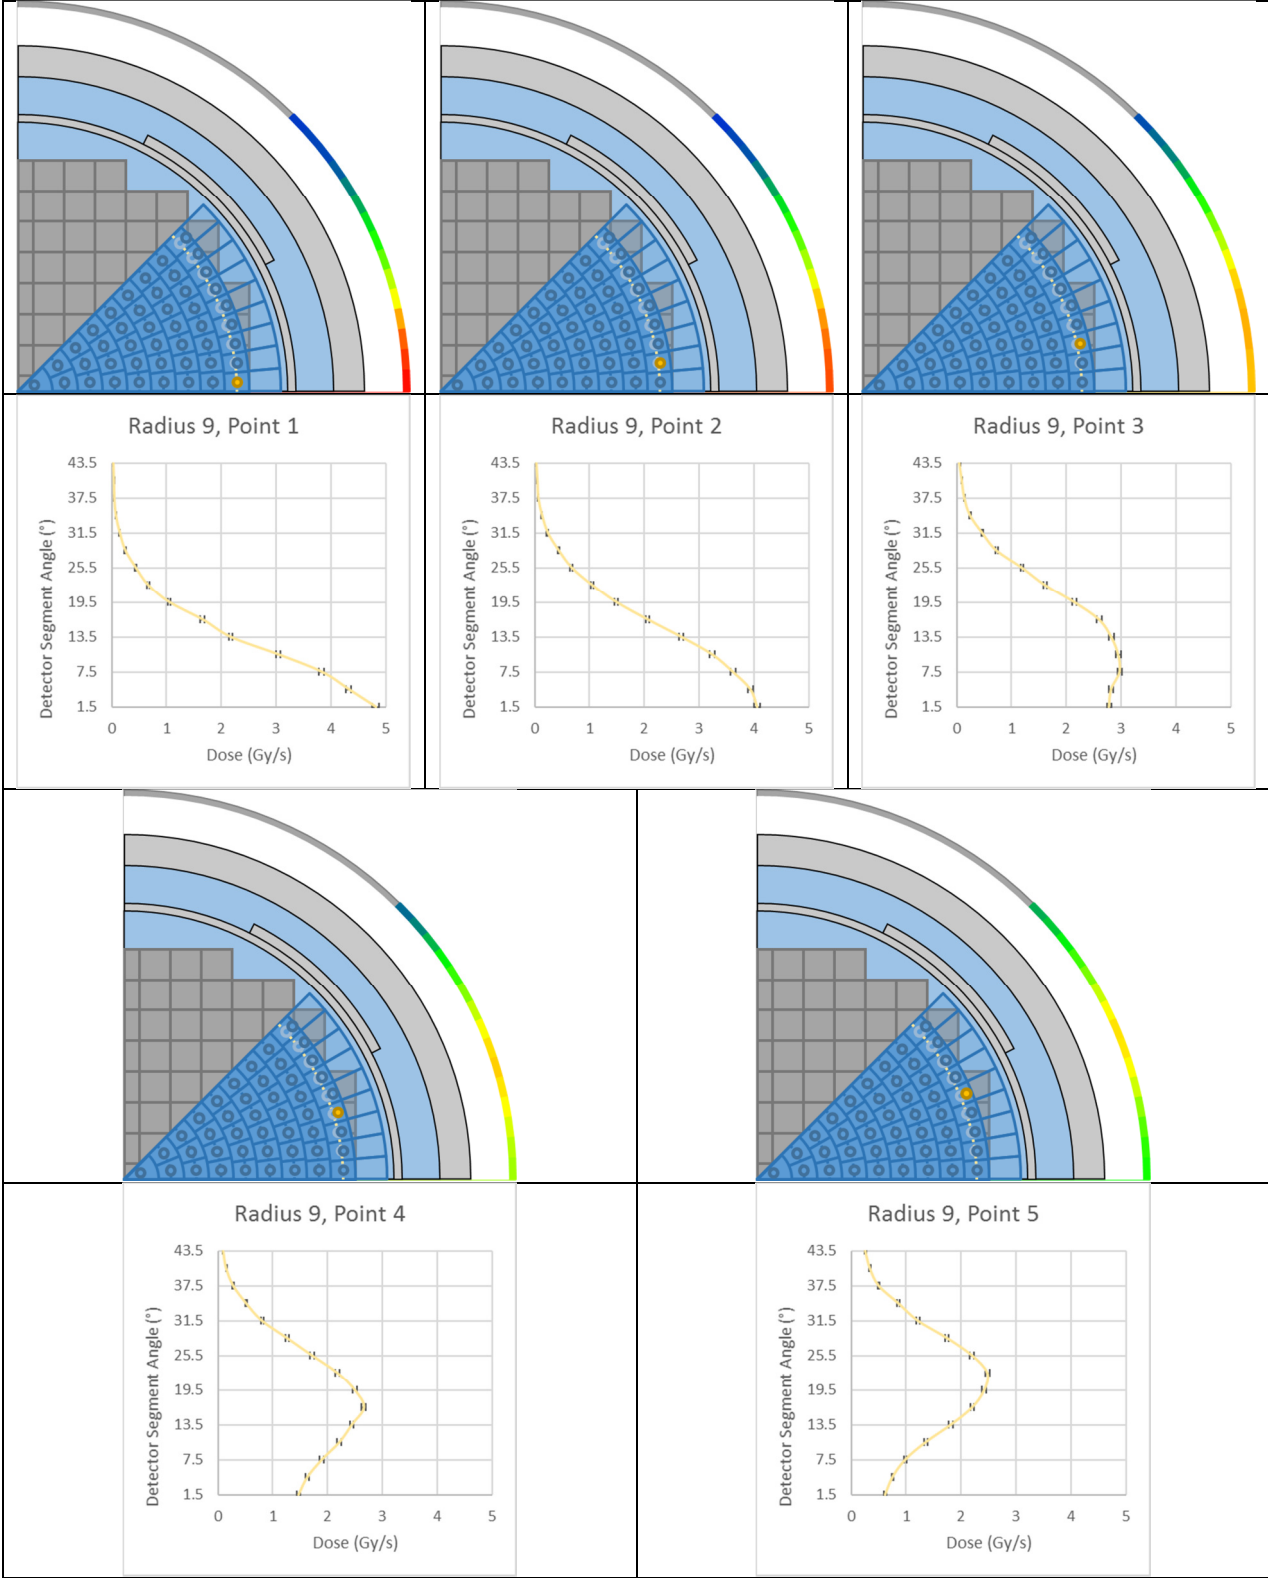 Radius 9, Point 1
Detector Segment Angle (°)
43.5
37.5
31.5
25.5
19.5
13.5
7.5
1.5
0 1 2 3 4 5
Dose (Gy/s)
Radius 9, Point 2
Detector Segment Angle (°)
43.5
37.5
31.5
25.5
19.5
13.5
7.5
1.5
0 1 2 3 4 5
Dose (Gy/s)
Radius 9, Point 3
Detector Segment Angle (°)
43.5
37.5
31.5
25.5
19.5
13.5
7.5
1.5
0 1 2 3 4 5
Dose (Gy/s)
Radius 9, Point 4
Detector Segment Angle (°)
43.5
37.5
31.5
25.5
19.5
13.5
7.5
1.5
0 1 2 3 4 5
Dose (Gy/s)
Radius 9, Point 5
Detector Segment Angle (°)
43.5
37.5
31.5
25.5
19.5
13.5
7.5
1.5
0 1 2 3 4 5
Dose (Gy/s)